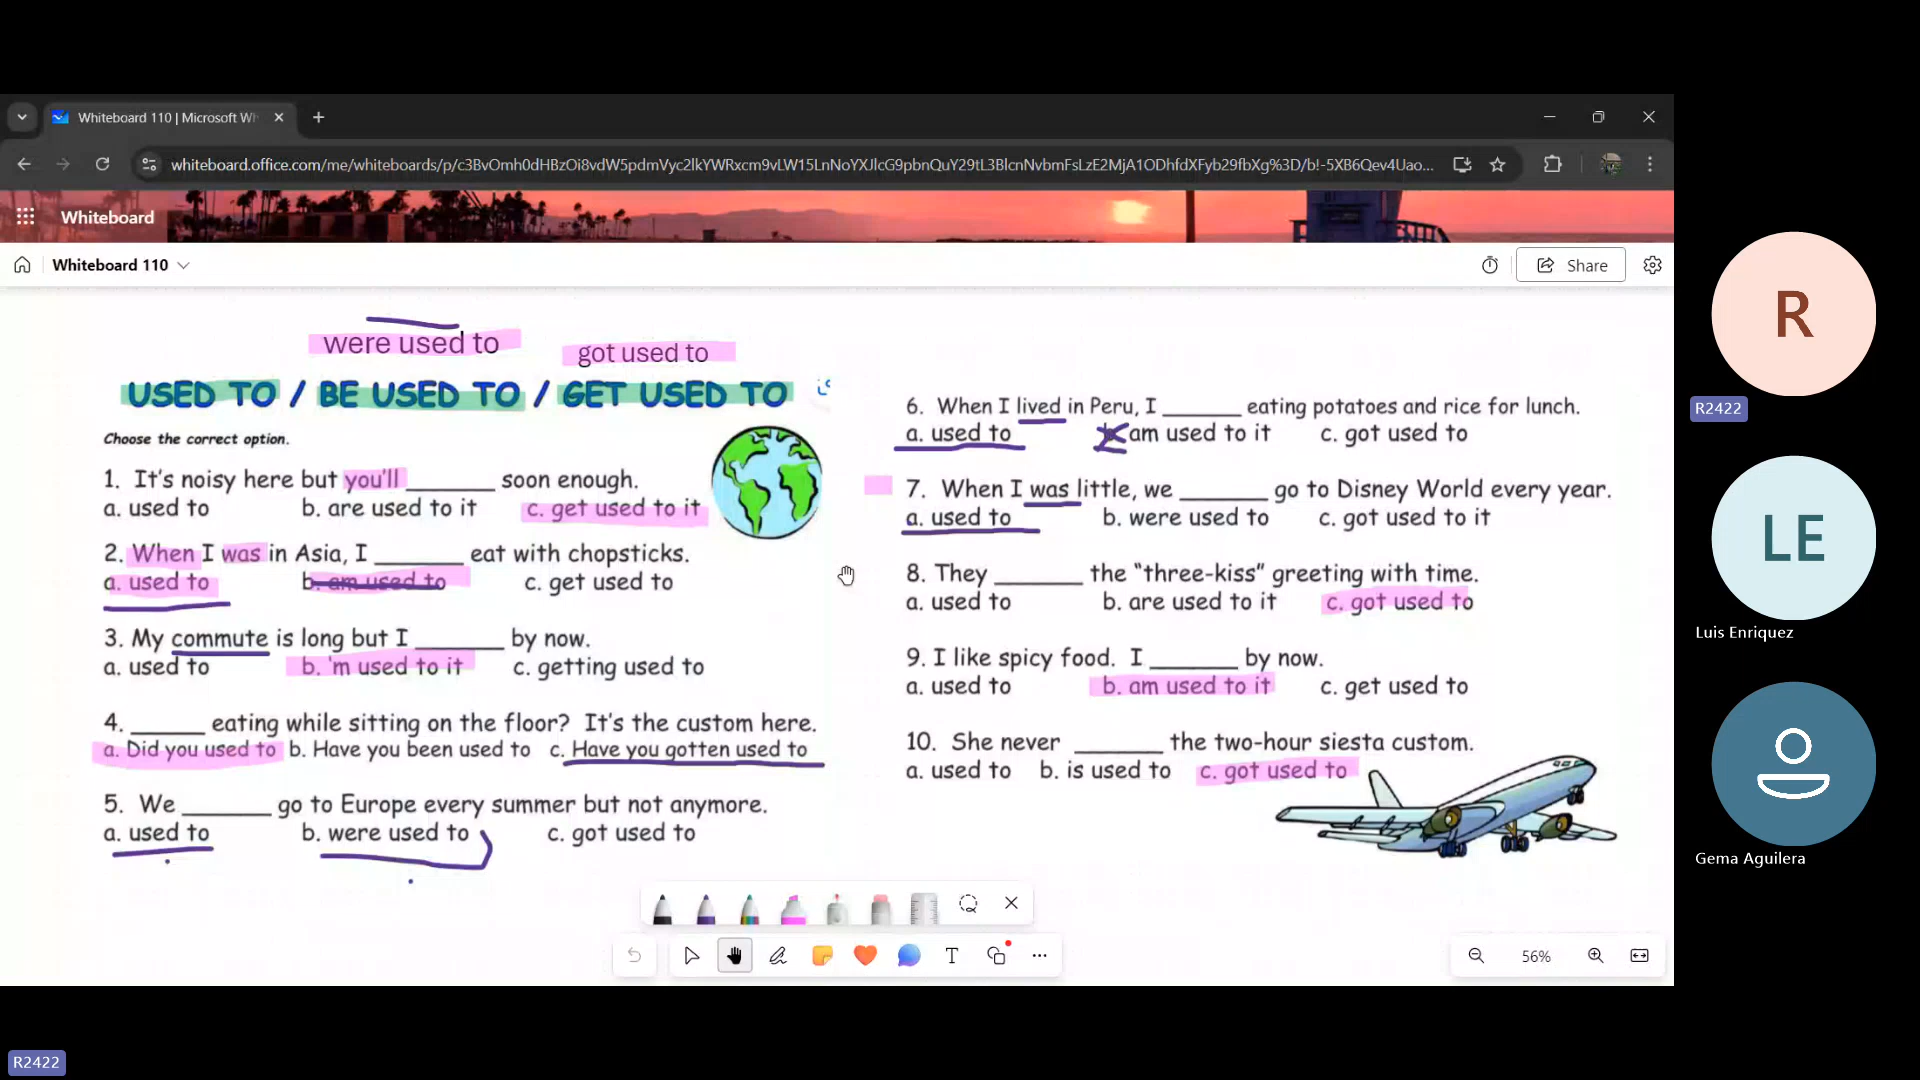 Whiteboard 110 | Microsoft Wh
whiteboard.office.com/me/whiteboards/p/c3BvOmh0dHBzOi8vdW5pdmVyc2lkYWRxcm9vLW15LnNoYXJlcG9pbnQuY29tL3BlcnNvbmFsLzE2MjA1ODhfdXFyb29fbXg%3D/b!-5XB6Qev4Uao...
Whiteboard
Whiteboard 110
Share
were used to
got used to
USED TO / BE USED TO / GET USED TO
Choose the correct option.
1. It's noisy here but you'll _______ soon enough.
a. used to b. are used to it c. get used to it
2. When I was in Asia, I _______ eat with chopsticks.
a. used to b. am used to c. get used to
3. My commute is long but I _______ by now.
a. used to b. 'm used to it c. getting used to
4. ______ eating while sitting on the floor? It's the custom here.
a. Did you used to b. Have you been used to c. Have you gotten used to
5. We _______ go to Europe every summer but not anymore.
a. used to b. were used to c. got used to
6. When I lived in Peru, I ______ eating potatoes and rice for lunch.
a. used to b. am used to it c. got used to
7. When I was little, we _______ go to Disney World every year.
a. used to b. were used to c. got used to it
8. They _______ the “three-kiss” greeting with time.
a. used to b. are used to it c. got used to
9. I like spicy food. I _______ by now.
a. used to b. am used to it c. get used to
10. She never _______ the two-hour siesta custom.
a. used to b. is used to c. got used to
56%
R
R2422
LE
Luis Enriquez
Gema Aguilera
R2422